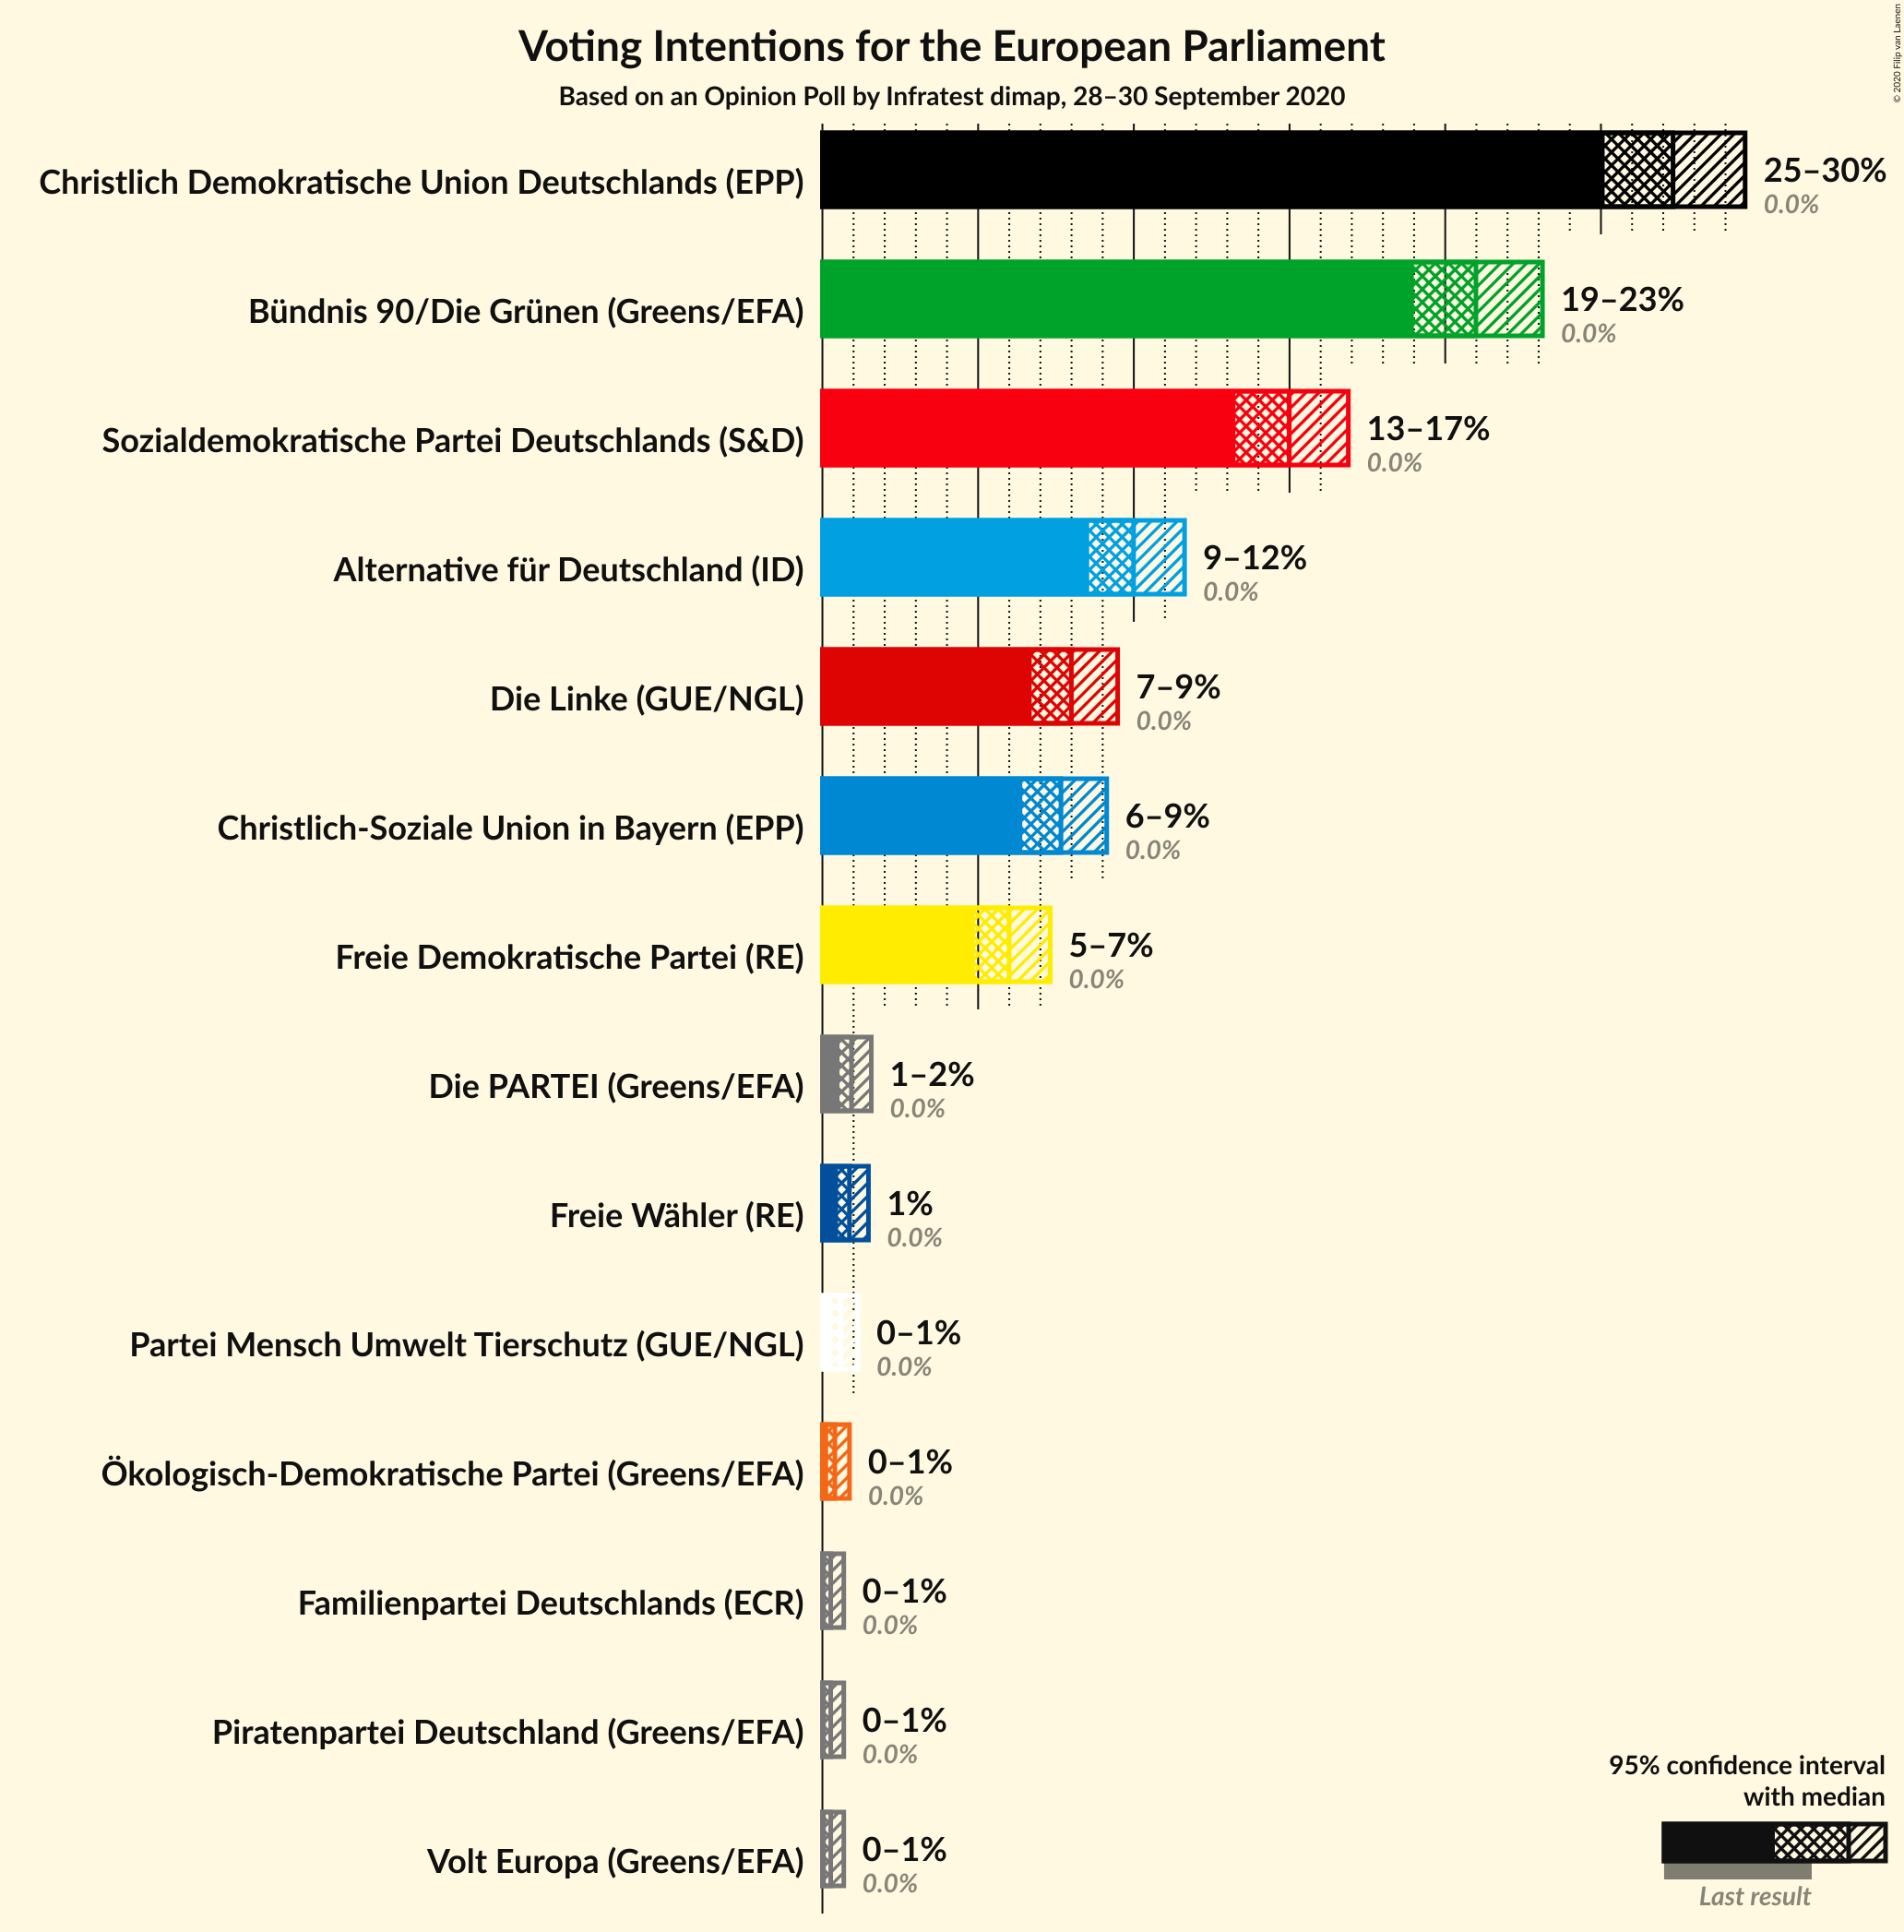 Voting Intentions for the European Parliament
Based on an Opinion Poll by Infratest dimap, 28–30 September 2020
© 2020 Filip van Laenen
Christlich Demokratische Union Deutschlands (EPP)
25–30%
0.0%
Bündnis 90/Die Grünen (Greens/EFA)
19–23%
0.0%
Sozialdemokratische Partei Deutschlands (S&D)
13–17%
0.0%
Alternative für Deutschland (ID)
9–12%
0.0%
Die Linke (GUE/NGL)
7–9%
0.0%
Christlich-Soziale Union in Bayern (EPP)
6–9%
0.0%
Freie Demokratische Partei (RE)
5–7%
0.0%
Die PARTEI (Greens/EFA)
1–2%
0.0%
Freie Wähler (RE)
1%
0.0%
Partei Mensch Umwelt Tierschutz (GUE/NGL)
0–1%
0.0%
Ökologisch-Demokratische Partei (Greens/EFA)
0–1%
0.0%
Familienpartei Deutschlands (ECR)
0–1%
0.0%
Piratenpartei Deutschland (Greens/EFA)
0–1%
0.0%
Volt Europa (Greens/EFA)
0–1%
0.0%
95% confidence interval
with median
Last result